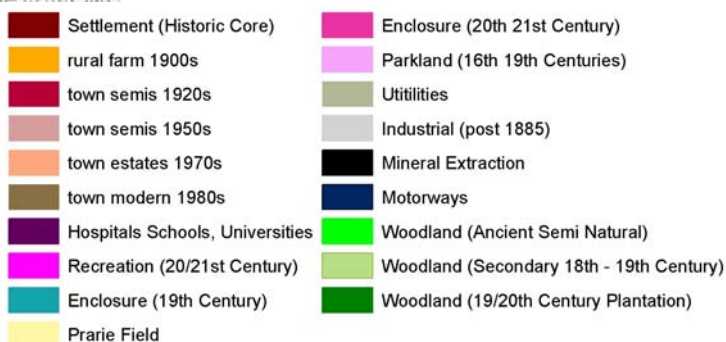 Settlement (Historic Core)
rural farm 1900s
town semis 1920s
town semis 1950s
town estates 1970s
town modern 1980s
Hospitals Schools, Universities
Recreation (20/21st Century)
Enclosure (19th Century)
Prarie Field
Enclosure (20th 21st Century)
Parkland (16th 19th Centuries)
Utitilities
Industrial (post 1885)
Mineral Extraction
Motorways
Woodland (Ancient Semi Natural)
Woodland (Secondary 18th - 19th Century)
Woodland (19/20th Century Plantation)